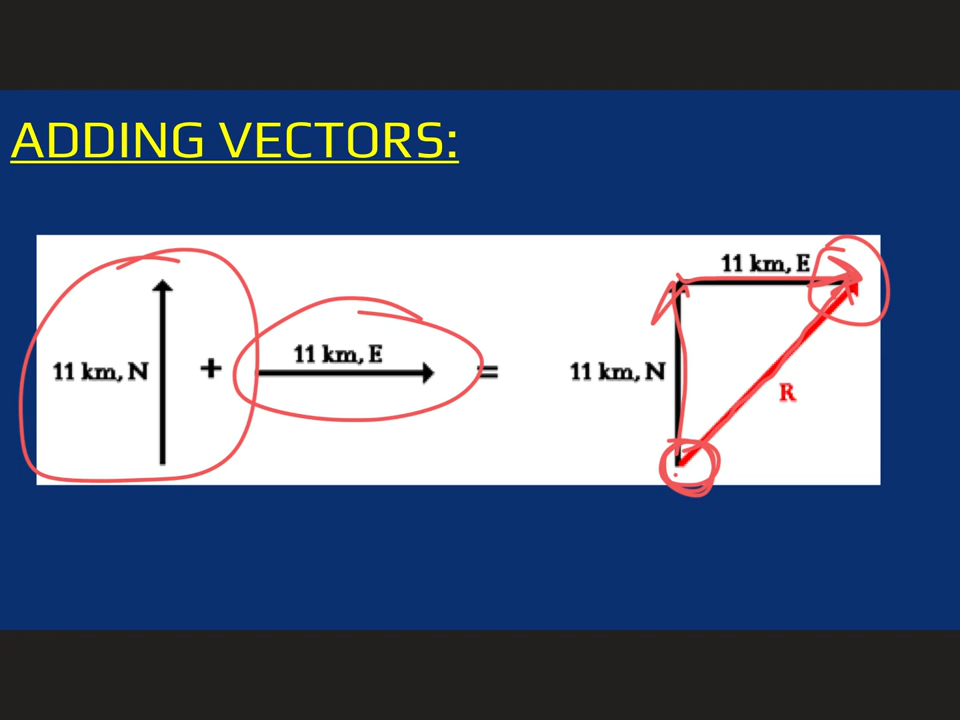 ADDING VECTORS:
11 km, E
11 km, N + 11 km, E = 11 km, N
R